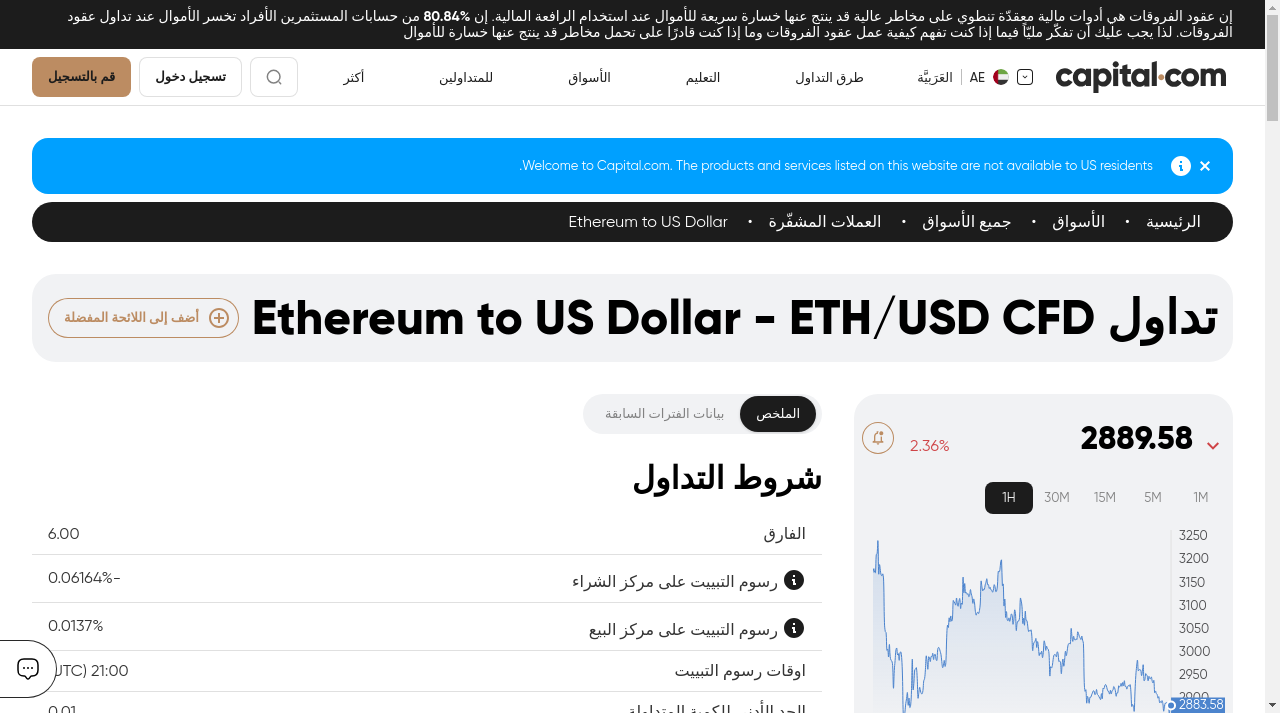 إن عقود الفروقات هي أدوات مالية معقدّة تنطوي على مخاطر عالية قد ينتج عنها خسارة سريعة للأموال عند استخدام الرافعة المالية. إن 80.84% من حسابات المستثمرين الأفراد تخسر الأموال عند تداول عقود
الفروقات. لذا يجب عليك أن تفكّر مليًّا فيما إذا كنت تفهم كيفية عمل عقود الفروقات وما إذا كنت قادرًا على تحمل مخاطر قد ينتج عنها خسارة للأموال
capital.com
AE العَرَبيَّة
طرق التداول
التعليم
الأسواق
للمتداولين
أكثر
تسجيل دخول
قم بالتسجيل
Welcome to Capital.com. The products and services listed on this website are not available to US residents.
الرئيسية • الأسواق • جميع الأسواق • العملات المشفّرة • Ethereum to US Dollar
تداول Ethereum to US Dollar - ETH/USD CFD
أضف إلى اللائحة المفضلة
2889.58
2.36%
1M
5M
15M
30M
1H
3250
3200
3150
3100
3050
3000
2950
2883.58
الملخص
بيانات الفترات السابقة
شروط التداول
الفارق 6.00
رسوم التبييت على مركز الشراء -0.06164%
رسوم التبييت على مركز البيع 0.0137%
اوقات رسوم التبييت 21:00 (UTC)
الحد الأدنى للكمية المتداولة 0.01